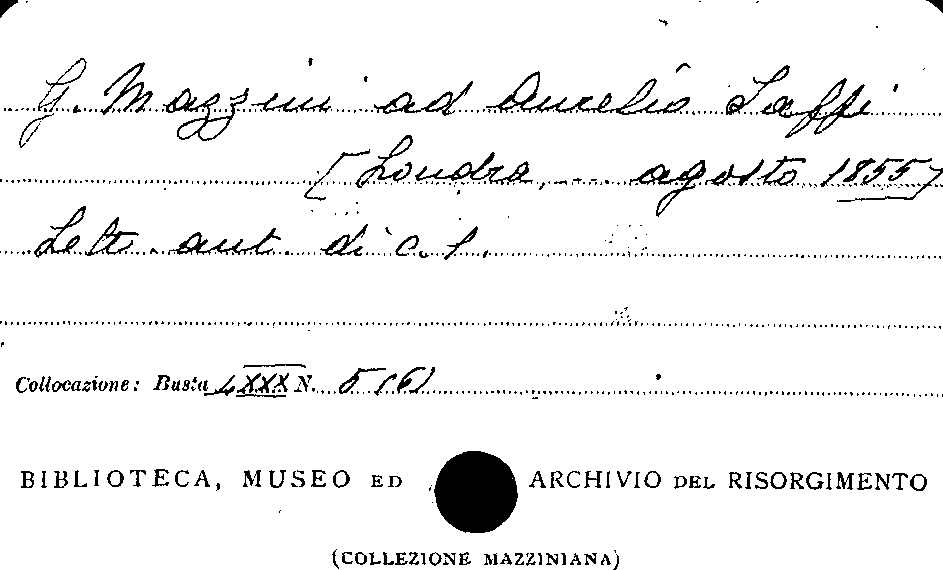 G. Mazzini ad Aurelio Saffi
[Londra, ... agosto 1855]
Lett. aut. di c. 1.
Collocazione: Busta LXXX N. 5 (6)
BIBLIOTECA, MUSEO ED ARCHIVIO DEL RISORGIMENTO
(COLLEZIONE MAZZINIANA)